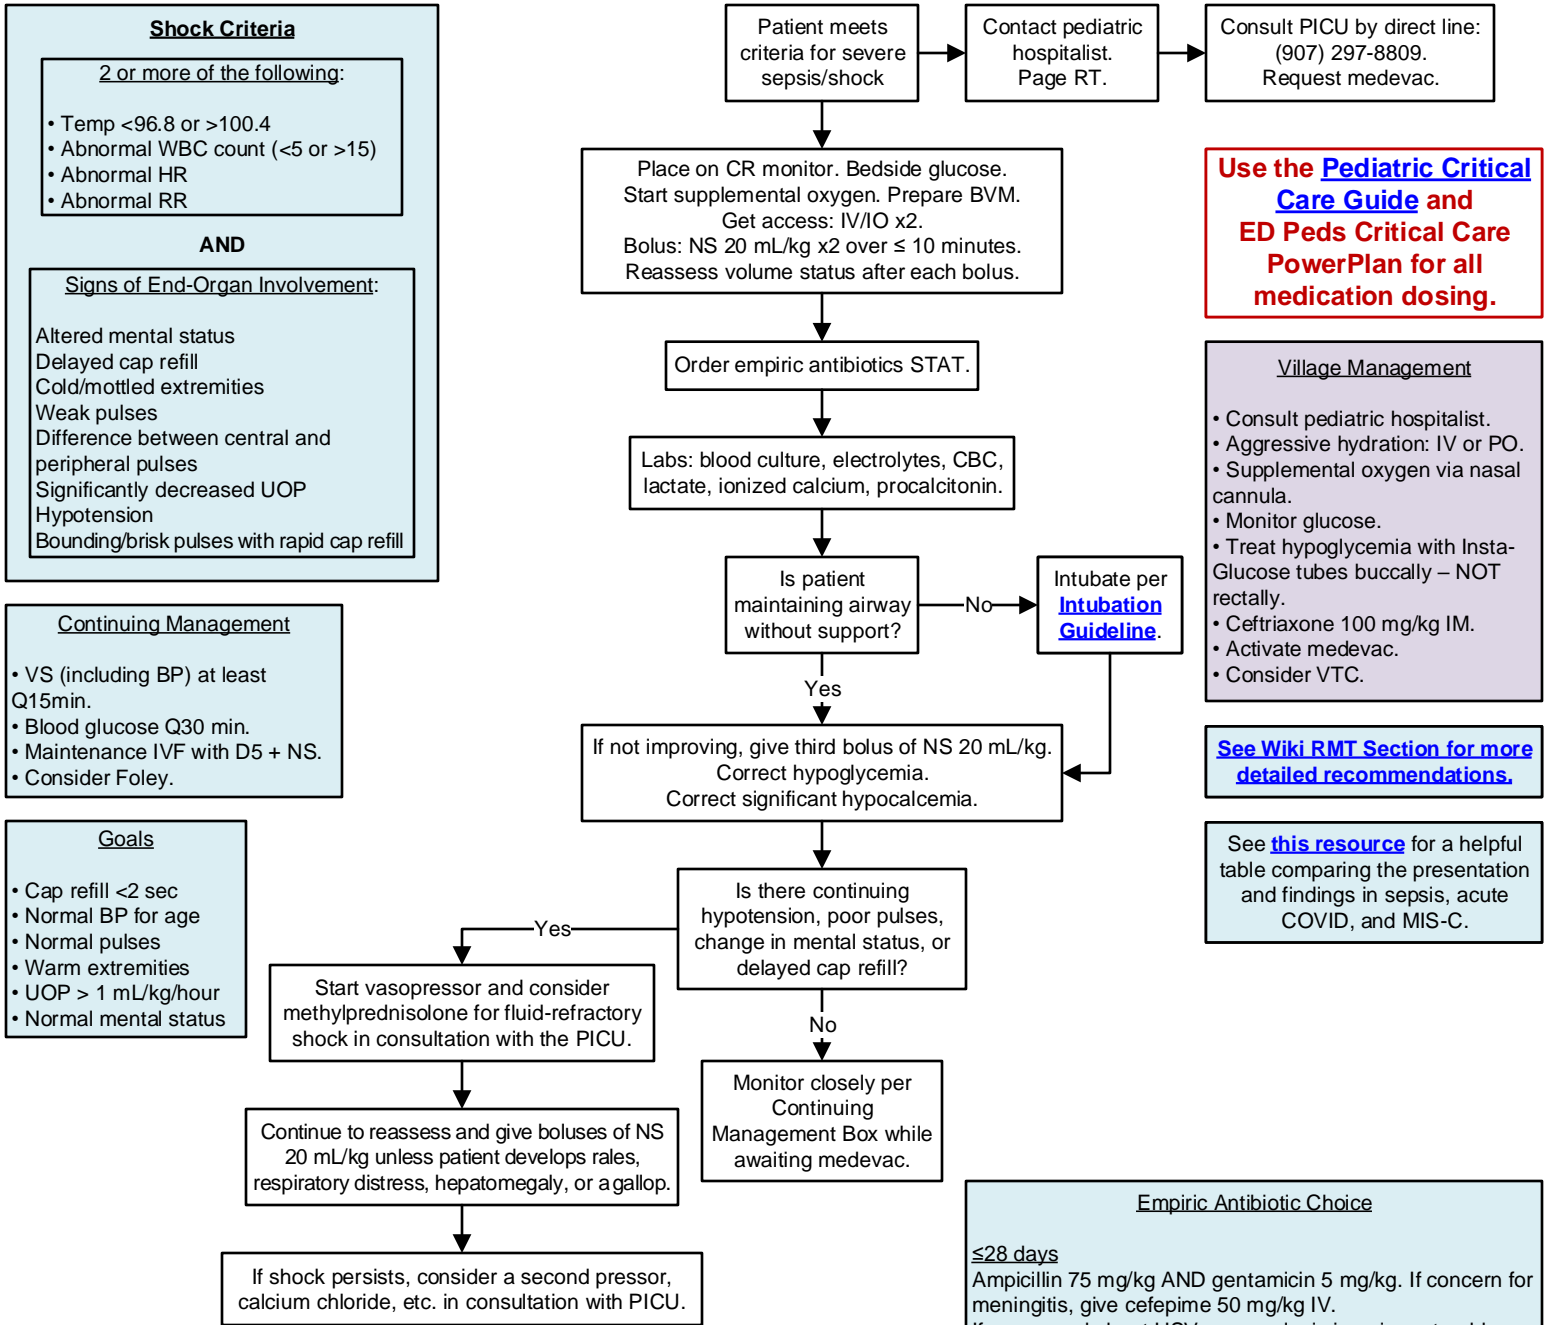 Shock Criteria
2 or more of the following:
• Temp <96.8 or >100.4
• Abnormal WBC count (<5 or >15)
• Abnormal HR
• Abnormal RR
AND
Signs of End-Organ Involvement:
Altered mental status
Delayed cap refill
Cold/mottled extremities
Weak pulses
Difference between central and
peripheral pulses
Significantly decreased UOP
Hypotension
Bounding/brisk pulses with rapid cap refill
Continuing Management
• VS (including BP) at least
Q15min.
• Blood glucose Q30 min.
• Maintenance IVF with D5 + NS.
• Consider Foley.
Goals
• Cap refill <2 sec
• Normal BP for age
• Normal pulses
• Warm extremities
• UOP > 1 mL/kg/hour
• Normal mental status
Patient meets
criteria for severe
sepsis/shock
Contact pediatric
hospitalist.
Page RT.
Consult PICU by direct line:
(907) 297-8809.
Request medevac.
Place on CR monitor. Bedside glucose.
Start supplemental oxygen. Prepare BVM.
Get access: IV/IO x2.
Bolus: NS 20 mL/kg x2 over ≤ 10 minutes.
Reassess volume status after each bolus.
Order empiric antibiotics STAT.
Labs: blood culture, electrolytes, CBC,
lactate, ionized calcium, procalcitonin.
Is patient
maintaining airway
without support?
No
Intubate per
Intubation
Guideline.
Yes
If not improving, give third bolus of NS 20 mL/kg.
Correct hypoglycemia.
Correct significant hypocalcemia.
Is there continuing
hypotension, poor pulses,
change in mental status, or
delayed cap refill?
Yes
Start vasopressor and consider
methylprednisolone for fluid-refractory
shock in consultation with the PICU.
Continue to reassess and give boluses of NS
20 mL/kg unless patient develops rales,
respiratory distress, hepatomegaly, or a gallop.
If shock persists, consider a second pressor,
calcium chloride, etc. in consultation with PICU.
No
Monitor closely per
Continuing
Management Box while
awaiting medevac.
Use the Pediatric Critical
Care Guide and
ED Peds Critical Care
PowerPlan for all
medication dosing.
Village Management
• Consult pediatric hospitalist.
• Aggressive hydration: IV or PO.
• Supplemental oxygen via nasal
cannula.
• Monitor glucose.
• Treat hypoglycemia with Insta-
Glucose tubes buccally – NOT
rectally.
• Ceftriaxone 100 mg/kg IM.
• Activate medevac.
• Consider VTC.
See Wiki RMT Section for more
detailed recommendations.
See this resource for a helpful
table comparing the presentation
and findings in sepsis, acute
COVID, and MIS-C.
Empiric Antibiotic Choice
≤28 days
Ampicillin 75 mg/kg AND gentamicin 5 mg/kg. If concern for
meningitis, give cefepime 50 mg/kg IV.